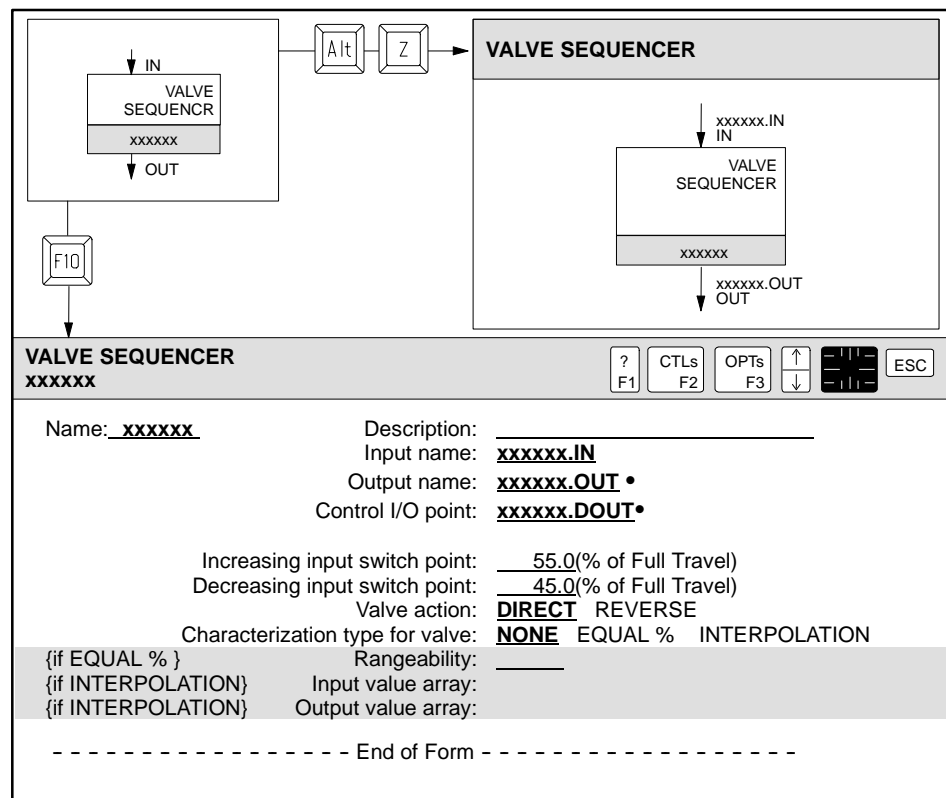 IN
VALVE
SEQUENCR
xxxxxx
OUT
Alt
Z
VALVE SEQUENCER
xxxxxx.IN
IN
VALVE
SEQUENCER
xxxxxx
xxxxxx.OUT
OUT
F10
VALVE SEQUENCER
xxxxxx
?
F1
CTLs
F2
OPTs
F3
↑
↓
ESC
Name: xxxxxx Description:
Input name: xxxxxx.IN
Output name: xxxxxx.OUT •
Control I/O point: xxxxxx.DOUT•
Increasing input switch point: 55.0(% of Full Travel)
Decreasing input switch point: 45.0(% of Full Travel)
Valve action: DIRECT REVERSE
Characterization type for valve: NONE EQUAL % INTERPOLATION
{if EQUAL % } Rangeability:
{if INTERPOLATION} Input value array:
{if INTERPOLATION} Output value array:
- - - - - - - - - - - - - - - - - - End of Form - - - - - - - - - - - - - - - - - - -